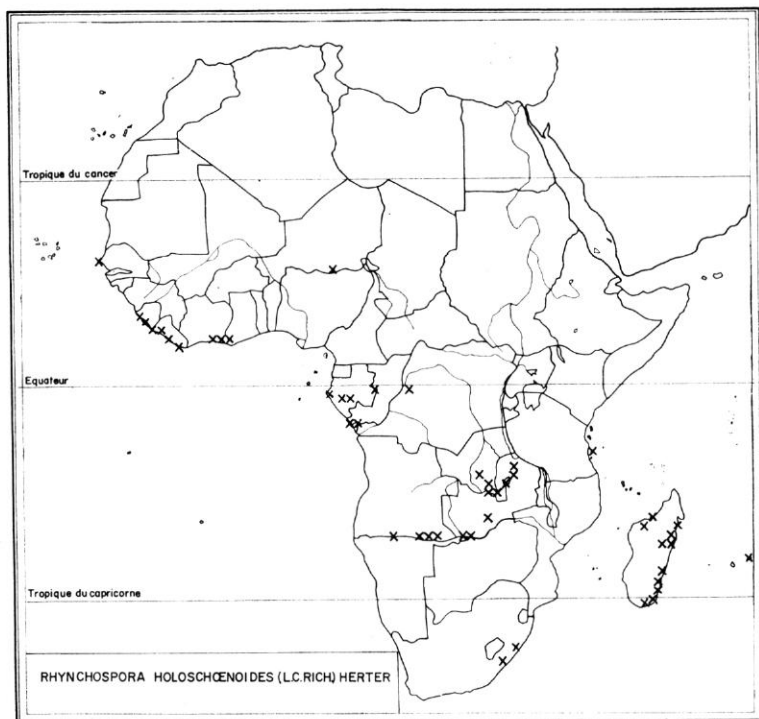 Tropique du cancer
Equateur
Tropique du capricorne
RHYNCHOSPORA HOLOSCHŒNOIDES (L.C.RICH.) HERTER